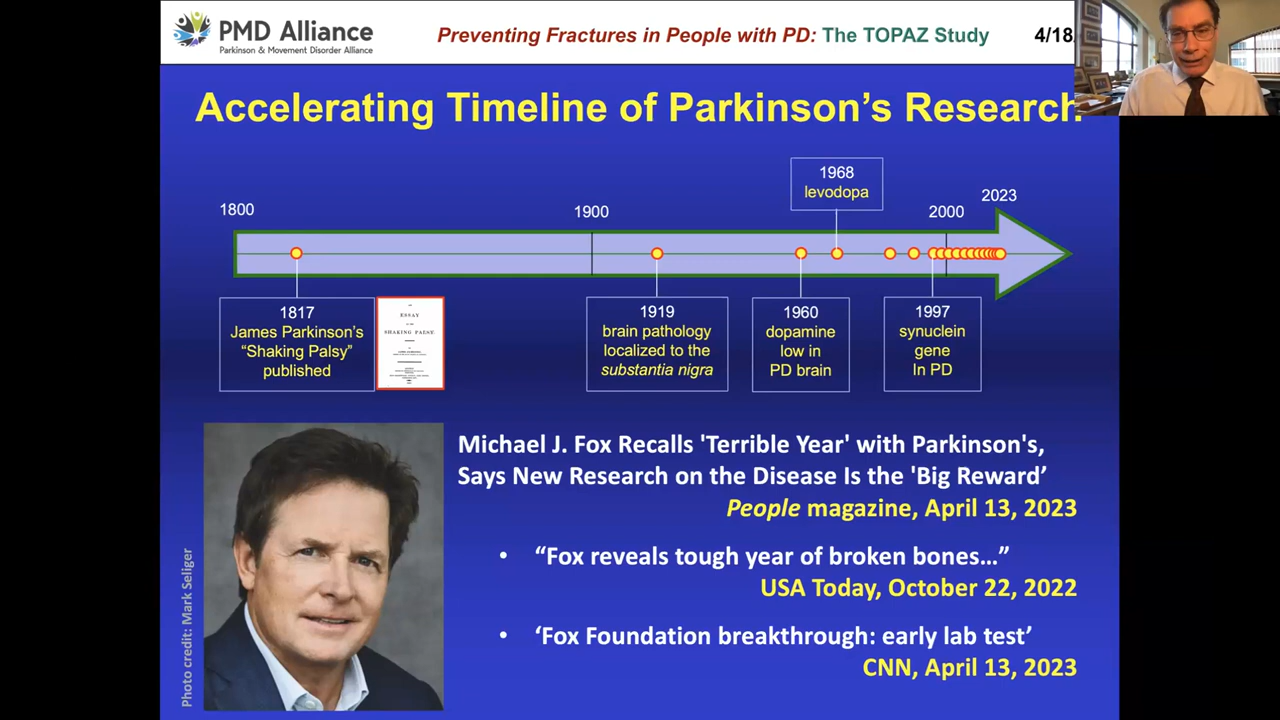 PMD Alliance
Parkinson & Movement Disorder Alliance
Preventing Fractures in People with PD: The TOPAZ Study
4/18
Accelerating Timeline of Parkinson's Research
1800
1900
1968
levodopa
2000
2023
1817
James Parkinson's
“Shaking Palsy”
published
ESSAY
SHAKING PALSY
1919
brain pathology
localized to the
substantia nigra
1960
dopamine
low in
PD brain
1997
synuclein
gene
In PD
Michael J. Fox Recalls 'Terrible Year' with Parkinson's,
Says New Research on the Disease Is the 'Big Reward’
People magazine, April 13, 2023
• “Fox reveals tough year of broken bones…”
USA Today, October 22, 2022
• ‘Fox Foundation breakthrough: early lab test’
CNN, April 13, 2023
Photo credit: Mark Seliger